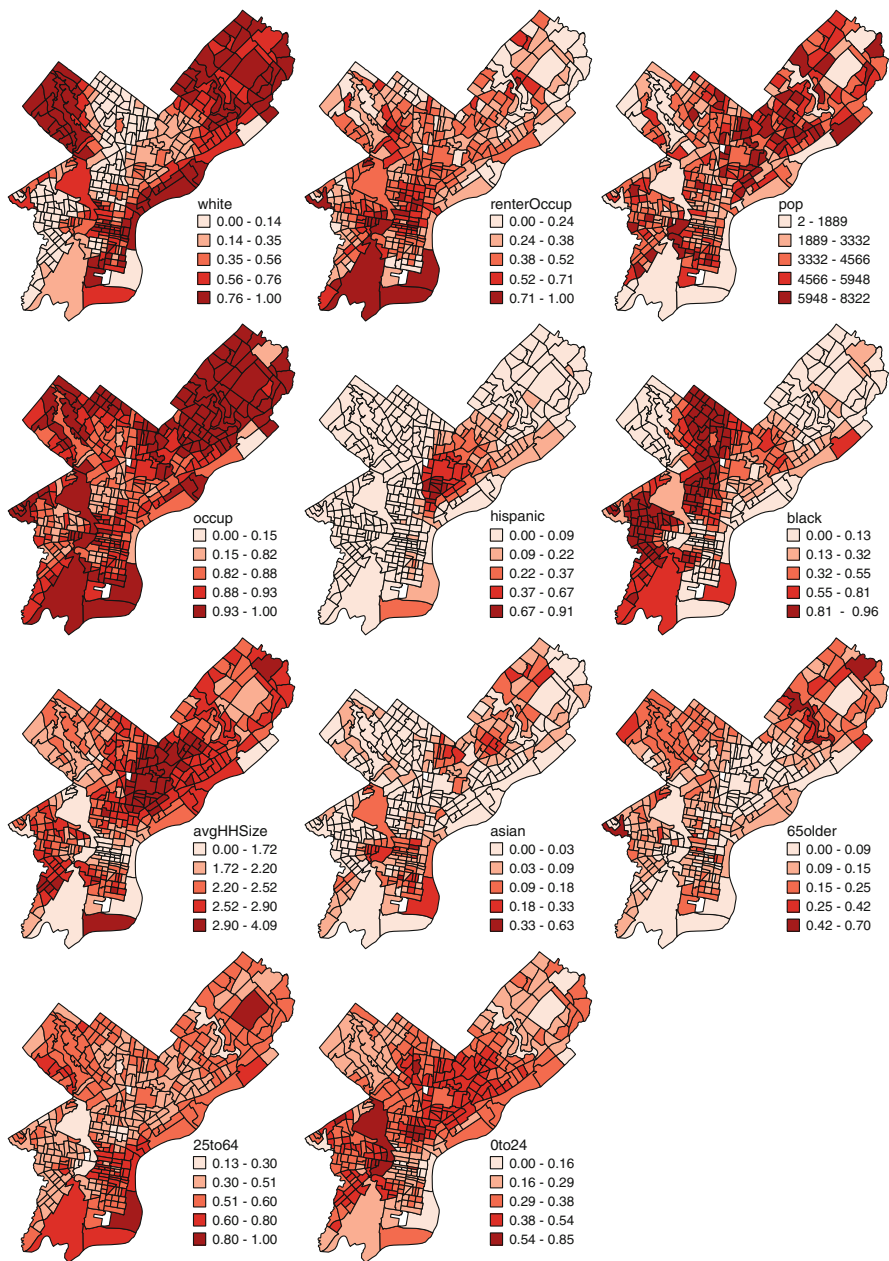 white
0.00 - 0.14
0.14 - 0.35
0.35 - 0.56
0.56 - 0.76
0.76 - 1.00
renterOccup
0.00 - 0.24
0.24 - 0.38
0.38 - 0.52
0.52 - 0.71
0.71 - 1.00
pop
2 - 1889
1889 - 3332
3332 - 4566
4566 - 5948
5948 - 8322
occup
0.00 - 0.15
0.15 - 0.82
0.82 - 0.88
0.88 - 0.93
0.93 - 1.00
hispanic
0.00 - 0.09
0.09 - 0.22
0.22 - 0.37
0.37 - 0.67
0.67 - 0.91
black
0.00 - 0.13
0.13 - 0.32
0.32 - 0.55
0.55 - 0.81
0.81 - 0.96
avgHHSize
0.00 - 1.72
1.72 - 2.20
2.20 - 2.52
2.52 - 2.90
2.90 - 4.09
asian
0.00 - 0.03
0.03 - 0.09
0.09 - 0.18
0.18 - 0.33
0.33 - 0.63
65older
0.00 - 0.09
0.09 - 0.15
0.15 - 0.25
0.25 - 0.42
0.42 - 0.70
25to64
0.13 - 0.30
0.30 - 0.51
0.51 - 0.60
0.60 - 0.80
0.80 - 1.00
0to24
0.00 - 0.16
0.16 - 0.29
0.29 - 0.38
0.38 - 0.54
0.54 - 0.85